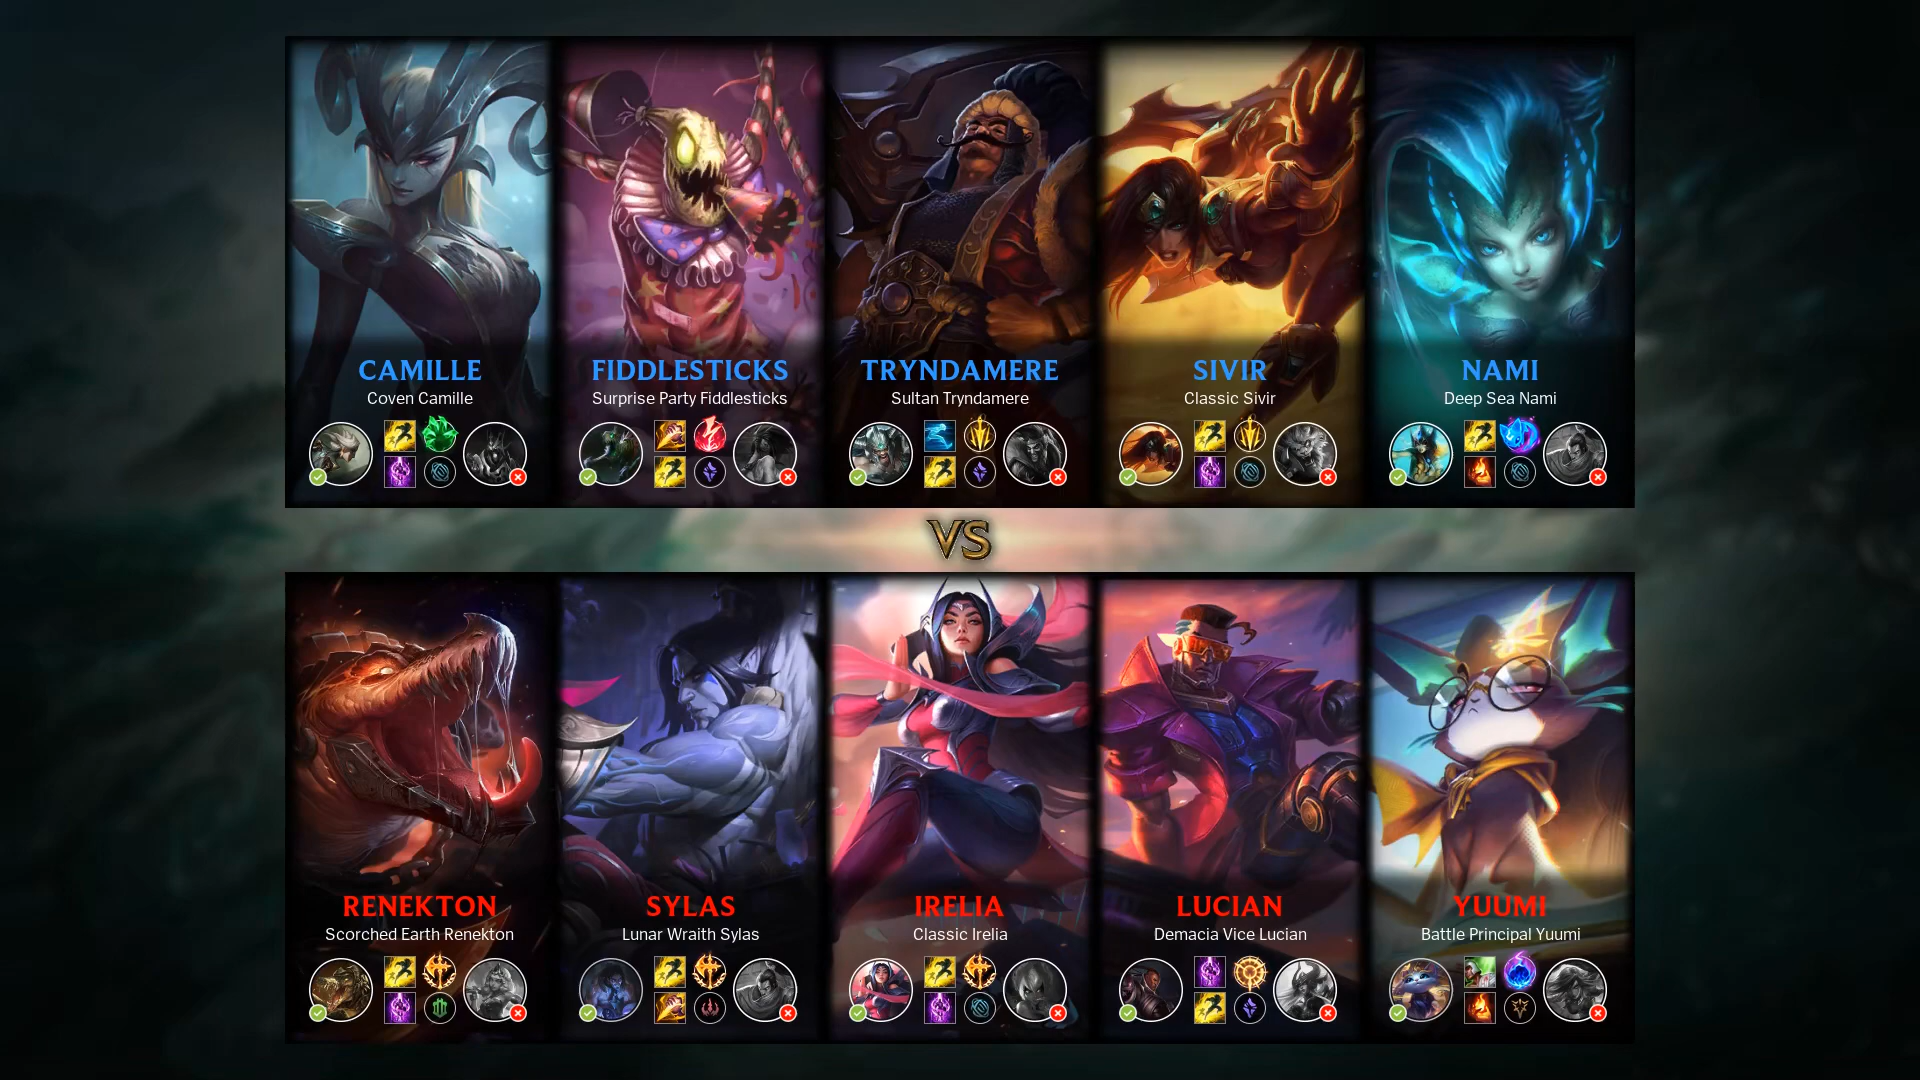 CAMILLE
Coven Camille
FIDDLESTICKS
Surprise Party Fiddlesticks
TRYNDAMERE
Sultan Tryndamere
SIVIR
Classic Sivir
NAMI
Deep Sea Nami
VS
RENEKTON
Scorched Earth Renekton
SYLAS
Lunar Wraith Sylas
IRELIA
Classic Irelia
LUCIAN
Demacia Vice Lucian
YUUMI
Battle Principal Yuumi